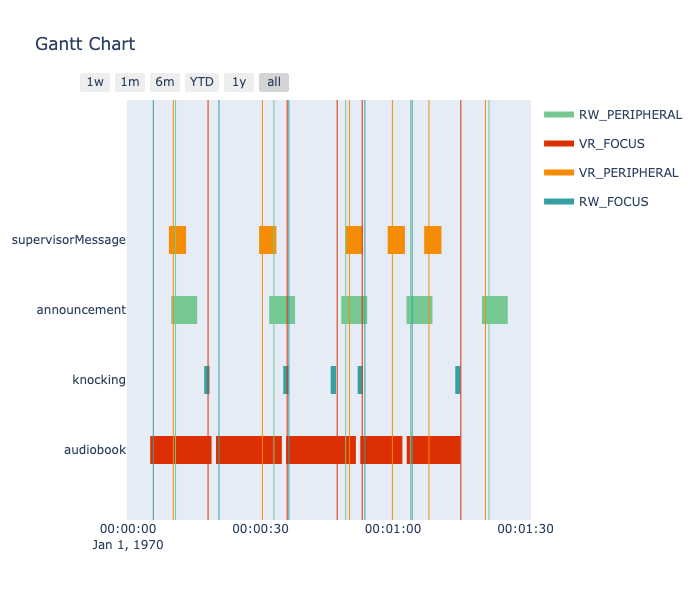 Gantt Chart
1w 1m 6m YTD 1y all
RW_PERIPHERAL
VR_FOCUS
VR_PERIPHERAL
RW_FOCUS
supervisorMessage
announcement
knocking
audiobook
00:00:00 00:00:30 00:01:00 00:01:30
Jan 1, 1970